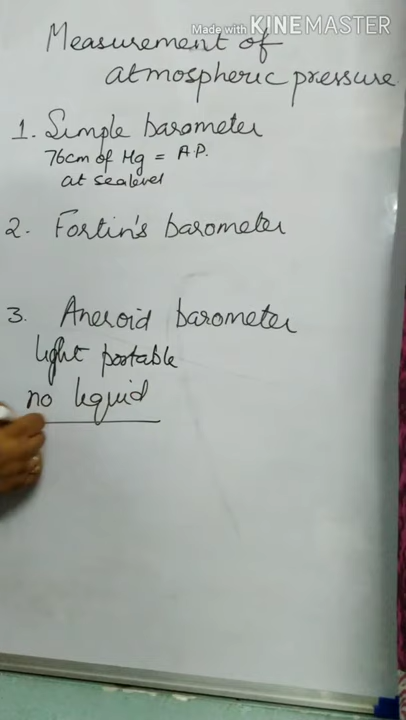 Made with KINEMASTER
Measurement of
atmospheric pressure
1. Simple barometer
76cm of Hg = A.P.
at sealevel
2. Fortin's barometer
3. Aneroid barometer
light portable
no liquid